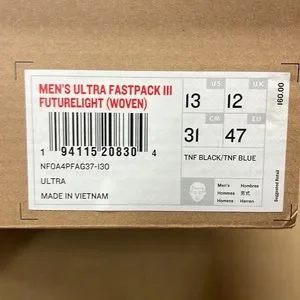 MEN'S ULTRA FASTPACK III
FUTURELIGHT (WOVEN)
US
13
UK
12
CM
31
EU
47
160.00
Suggested Retail
1 94115 20830 4
TNF BLACK/TNF BLUE
NF0A4PFAG37-130
ULTRA
MADE IN VIETNAM
Men's Hombres
Hommes 男式
Homens Herren